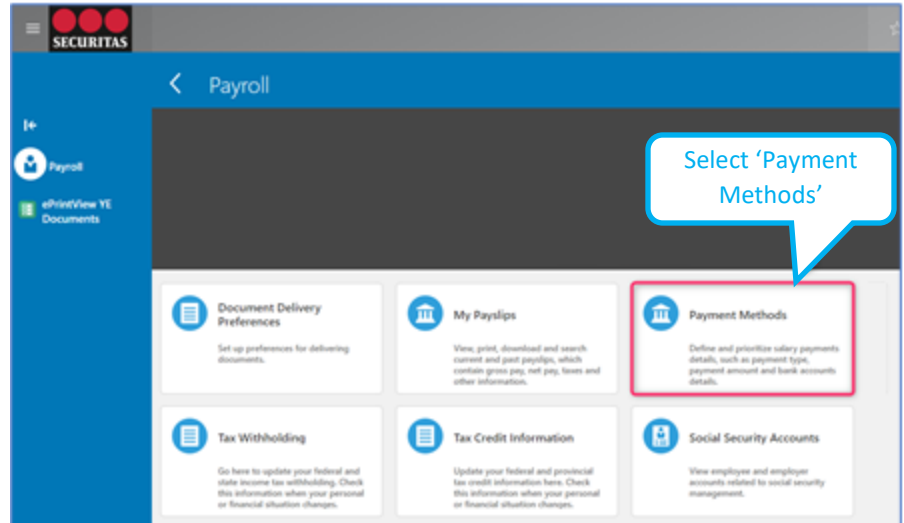 SECURITAS
Payroll
Payroll
ePrintView YE
Documents
Select ‘Payment
Methods’
Document Delivery
Preferences
Set up preferences for delivering
documents.
My Payslips
View, print, download and search
current and past payslips, which
contain gross pay, net pay, taxes and
other information.
Payment Methods
Define and prioritize salary payments
details, such as payment type,
payment amount and bank accounts
details.
Tax Withholding
Go here to update your federal and
state income tax withholding. Check
this information when your personal
or financial situation changes.
Tax Credit Information
Update your federal and provincial
tax credit information here. Check
this information when your personal
or financial situation changes.
Social Security Accounts
View employee and employer
accounts related to social security
management.